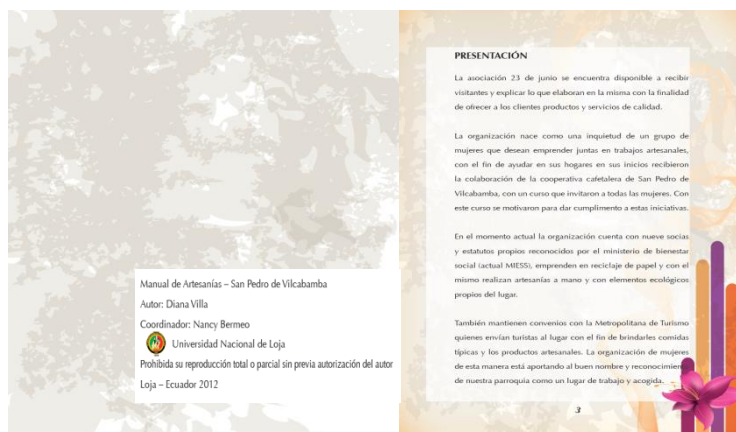 Manual de Artesanías – San Pedro de Vilcabamba
Autor: Diana Villa
Coordinador: Nancy Bermeo
Universidad Nacional de Loja
Prohibida su reproducción total o parcial sin previa autorización del autor
Loja – Ecuador 2012
PRESENTACIÓN
La asociación 23 de junio se encuentra disponible a recibir
visitantes y explicar lo que elaboran en la misma con la finalidad
de ofrecer a los clientes productos y servicios de calidad.
La organización nace como una inquietud de un grupo de
mujeres que desean emprender juntas en trabajos artesanales,
con el fin de ayudar en sus hogares en sus inicios recibieron
la colaboración de la cooperativa cafetalera de San Pedro de
Vilcabamba, con un curso que invitaron a todas las mujeres. Con
este curso se motivaron para dar cumplimento a estas iniciativas.
En el momento actual la organización cuenta con nueve socias
y estatutos propios reconocidos por el ministerio de bienestar
social (actual MIESS), emprenden en reciclaje de papel y con el
mismo realizan artesanías a mano y con elementos ecológicos
propios del lugar.
También mantienen convenios con la Metropolitana de Turismo
quienes envían turistas al lugar con el fin de brindarles comidas
típicas y los productos artesanales. La organización de mujeres
de esta manera está aportando al buen nombre y reconocimiento
de nuestra parroquia como un lugar de trabajo y acogida.
3